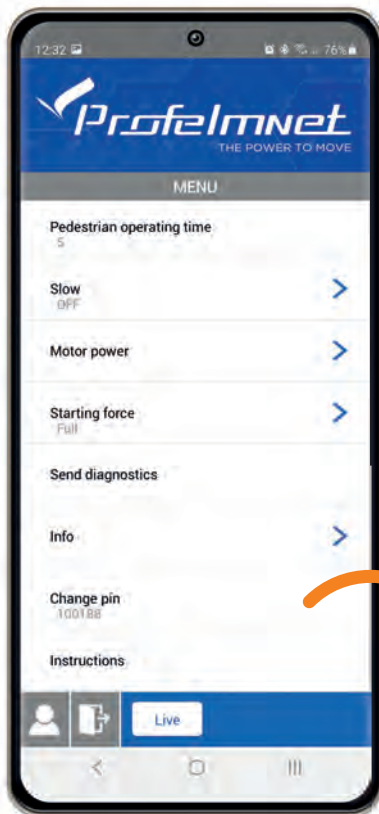 12:32
76%
Profelmnet
THE POWER TO MOVE
MENU
Pedestrian operating time
5
Slow
OFF
Motor power
Starting force
Full
Send diagnostics
Info
Change pin
100188
Instructions
Live